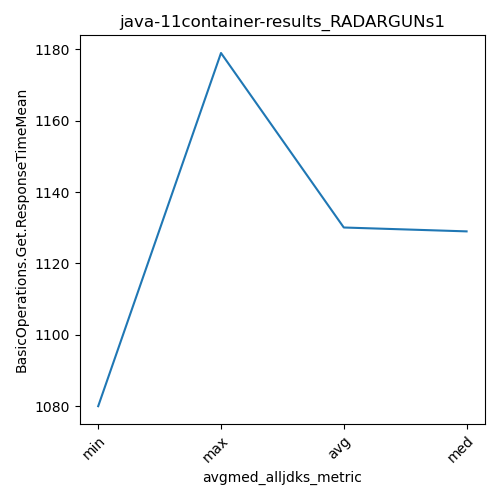 java-11container-results_RADARGUNs1
BasicOperations.Get.ResponseTimeMean
1180
1160
1140
1120
1100
1080
min
max
avg
med
avgmed_alljdks_metric